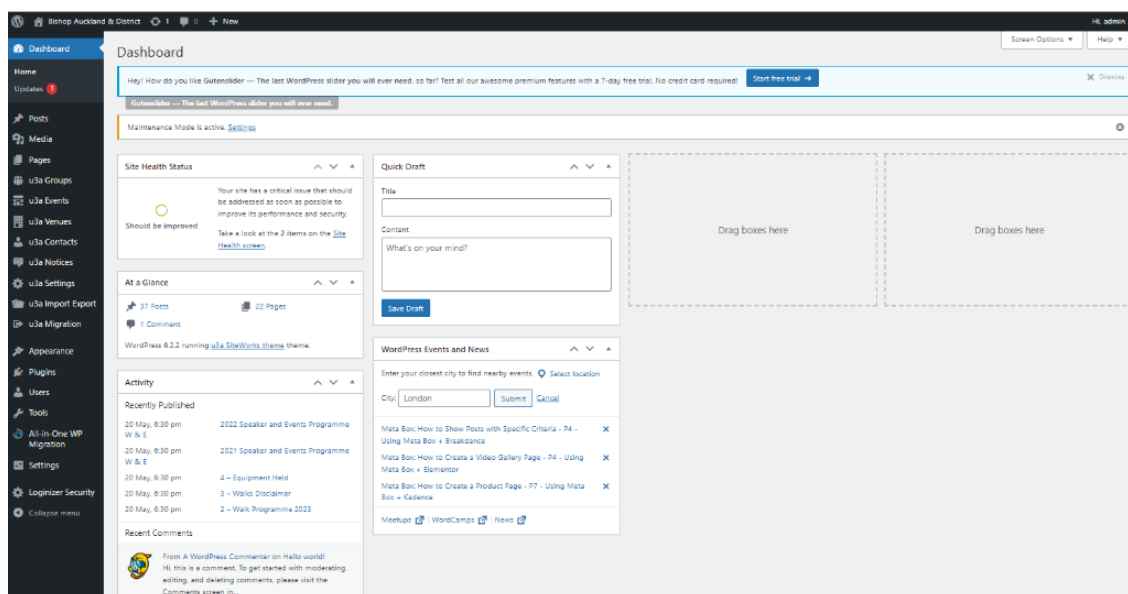 Bishop Auckland & District 1 0 + New
Hi, admin
Dashboard
Home
Updates 1
Posts
Media
Pages
u3a Groups
u3a Events
u3a Venues
u3a Contacts
u3a Notices
u3a Settings
u3a Import Export
u3a Migration
Appearance
Plugins
Users
Tools
All-in-One WP
Migration
Settings
Loginizer Security
Collapse menu
Screen Options
Help
Dashboard
Hey! How do you like Gutenslider — The last WordPress slider you will ever need. so far? Test all our awesome premium features with a 7-day free trial. No credit card required!
Start free trial →
Dismiss
Gutenslider — The last WordPress slider you will ever need.
Maintenance Mode is active. Settings
Site Health Status
Should be improved
Your site has a critical issue that should
be addressed as soon as possible to
improve its performance and security.
Take a look at the 2 items on the Site
Health screen.
At a Glance
37 Posts
22 Pages
1 Comment
WordPress 6.2.2 running u3a SiteWorks theme theme.
Activity
Recently Published
20 May, 6:30 pm 2022 Speaker and Events Programme
W & E
20 May, 6:30 pm 2021 Speaker and Events Programme
W & E
20 May, 6:30 pm 4 – Equipment Held
20 May, 6:30 pm 3 – Walks Disclaimer
20 May, 6:30 pm 2 – Walk Programme 2023
Recent Comments
From A WordPress Commenter on Hello world!
Hi, this is a comment. To get started with moderating,
editing, and deleting comments, please visit the
Comments screen in...
Quick Draft
Title
Content
What's on your mind?
Save Draft
WordPress Events and News
Enter your closest city to find nearby events. Select location
City: London Submit Cancel
Meta Box: How to Show Posts with Specific Criteria - P4 -
Using Meta Box + Breakdance
Meta Box: How to Create a Video Gallery Page - P4 - Using
Meta Box + Elementor
Meta Box: How to Create a Product Page - P7 - Using Meta
Box + Kadence
Meetups | WordCamps | News
Drag boxes here
Drag boxes here